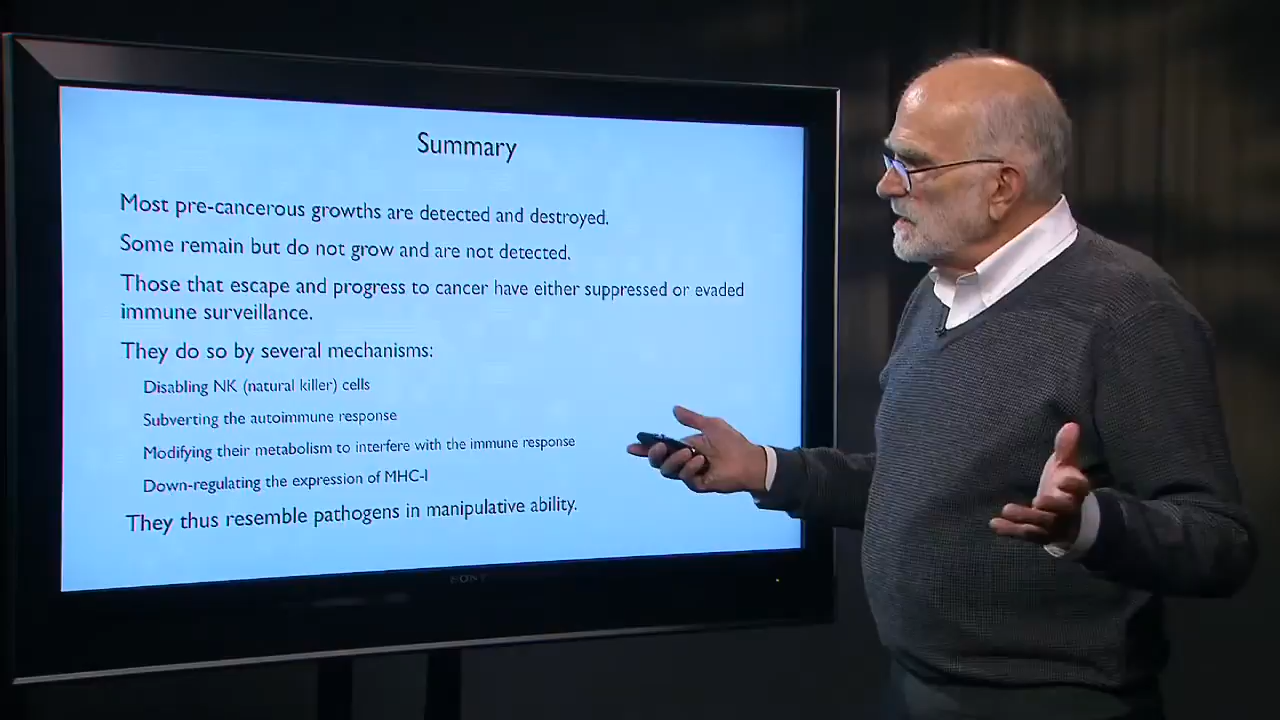 Summary
Most pre-cancerous growths are detected and destroyed.
Some remain but do not grow and are not detected.
Those that escape and progress to cancer have either suppressed or evaded
immune surveillance.
They do so by several mechanisms:
Disabling NK (natural killer) cells
Subverting the autoimmune response
Modifying their metabolism to interfere with the immune response
Down-regulating the expression of MHC-I
They thus resemble pathogens in manipulative ability.
SONY